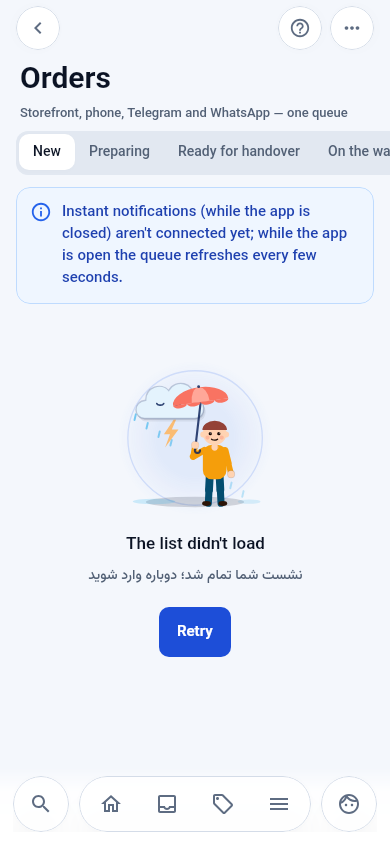 Orders
Storefront, phone, Telegram and WhatsApp — one queue
New
Preparing
Ready for handover
On the wa
Instant notifications (while the app is
closed) aren't connected yet; while the app
is open the queue refreshes every few
seconds.
The list didn't load
نشست شما تمام شد؛ دوباره وارد شوید
Retry